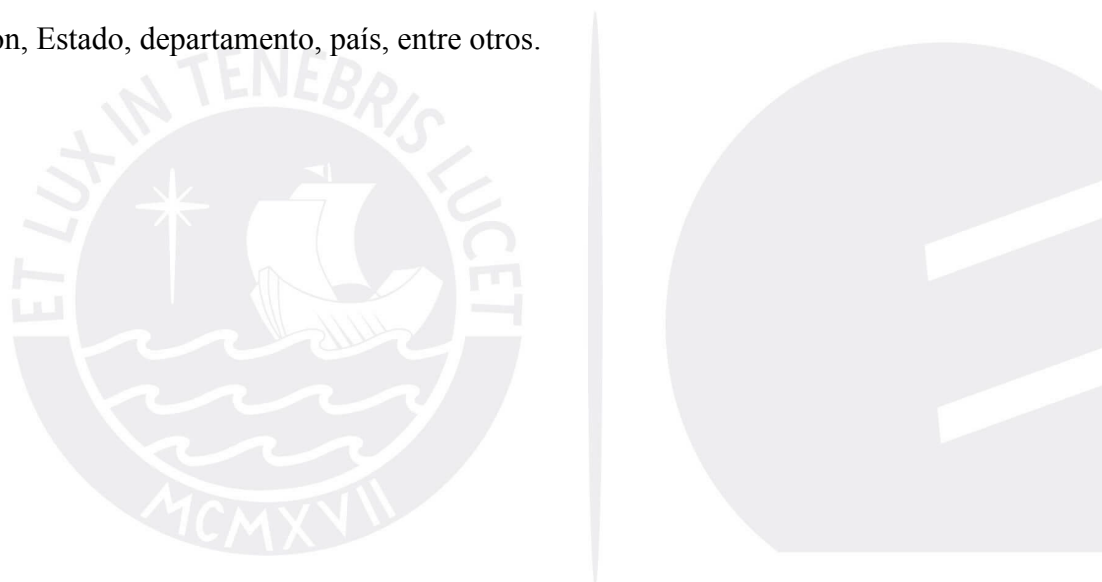 on, Estado, departamento, país, entre otros.
ET LUX IN TENEBRIS LUCET
MCMXVII